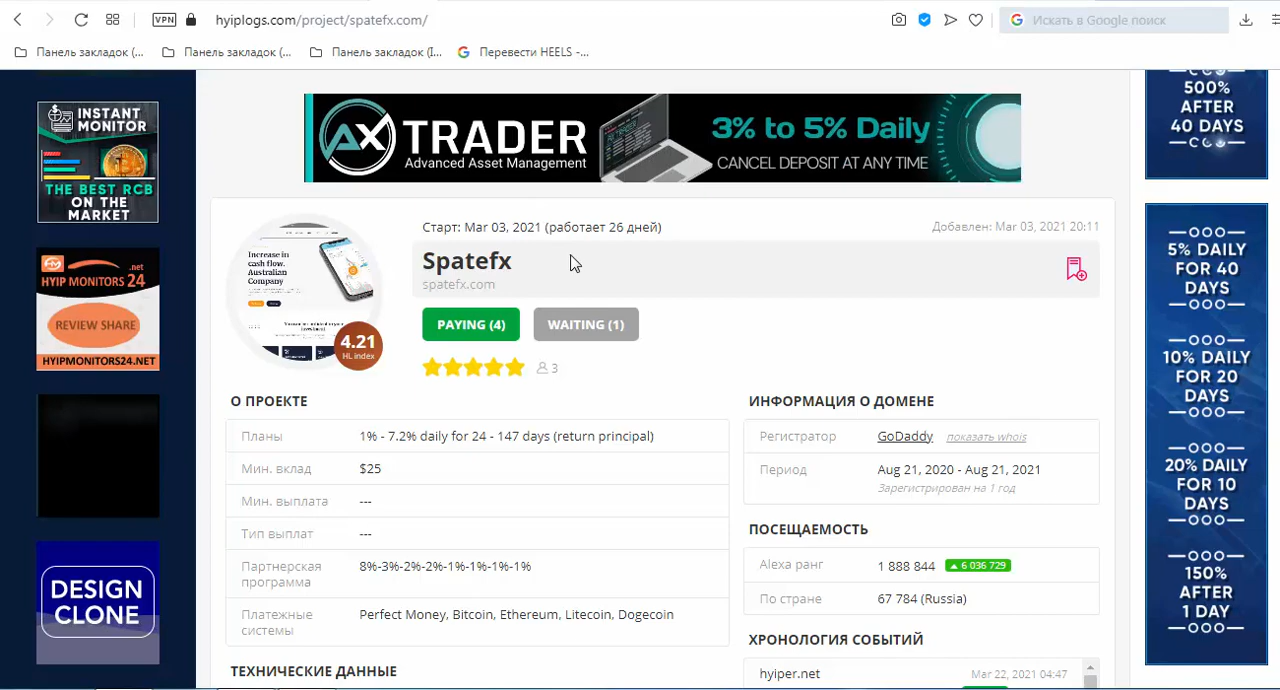 VPN
hyiplogs.com/project/spatefx.com/
Искать в Google поиск
Панель закладок (...
Панель закладок (...
Панель закладок (I...
Перевести HEELS -...
INSTANT
MONITOR
THE BEST RCB
ON THE
MARKET
.net
HYIP MONITORS 24
REVIEW SHARE
HYIPMONITORS24.NET
DESIGN
CLONE
AX TRADER
Advanced Asset Management
3% to 5% Daily
CANCEL DEPOSIT AT ANY TIME
Старт: Mar 03, 2021 (работает 26 дней)
Добавлен: Mar 03, 2021 20:11
Increase in
cash flow.
Australian
Company
4.21
HL index
Spatefx
spatefx.com
PAYING (4)
WAITING (1)
3
О ПРОЕКТЕ
Планы
1% - 7.2% daily for 24 - 147 days (return principal)
Мин. вклад
$25
Мин. выплата
---
Тип выплат
---
Партнерская
программа
8%-3%-2%-2%-1%-1%-1%-1%
Платежные
системы
Perfect Money, Bitcoin, Ethereum, Litecoin, Dogecoin
ТЕХНИЧЕСКИЕ ДАННЫЕ
ИНФОРМАЦИЯ О ДОМЕНЕ
Регистратор
GoDaddy показать whois
Период
Aug 21, 2020 - Aug 21, 2021
Зарегистрирован на 1 год
ПОСЕЩАЕМОСТЬ
Alexa ранг
1 888 844
6 036 729
По стране
67 784 (Russia)
ХРОНОЛОГИЯ СОБЫТИЙ
hyiper.net
Mar 22, 2021 04:47
500%
AFTER
40 DAYS
5% DAILY
FOR 40
DAYS
10% DAILY
FOR 20
DAYS
20% DAILY
FOR 10
DAYS
150%
AFTER
1 DAY